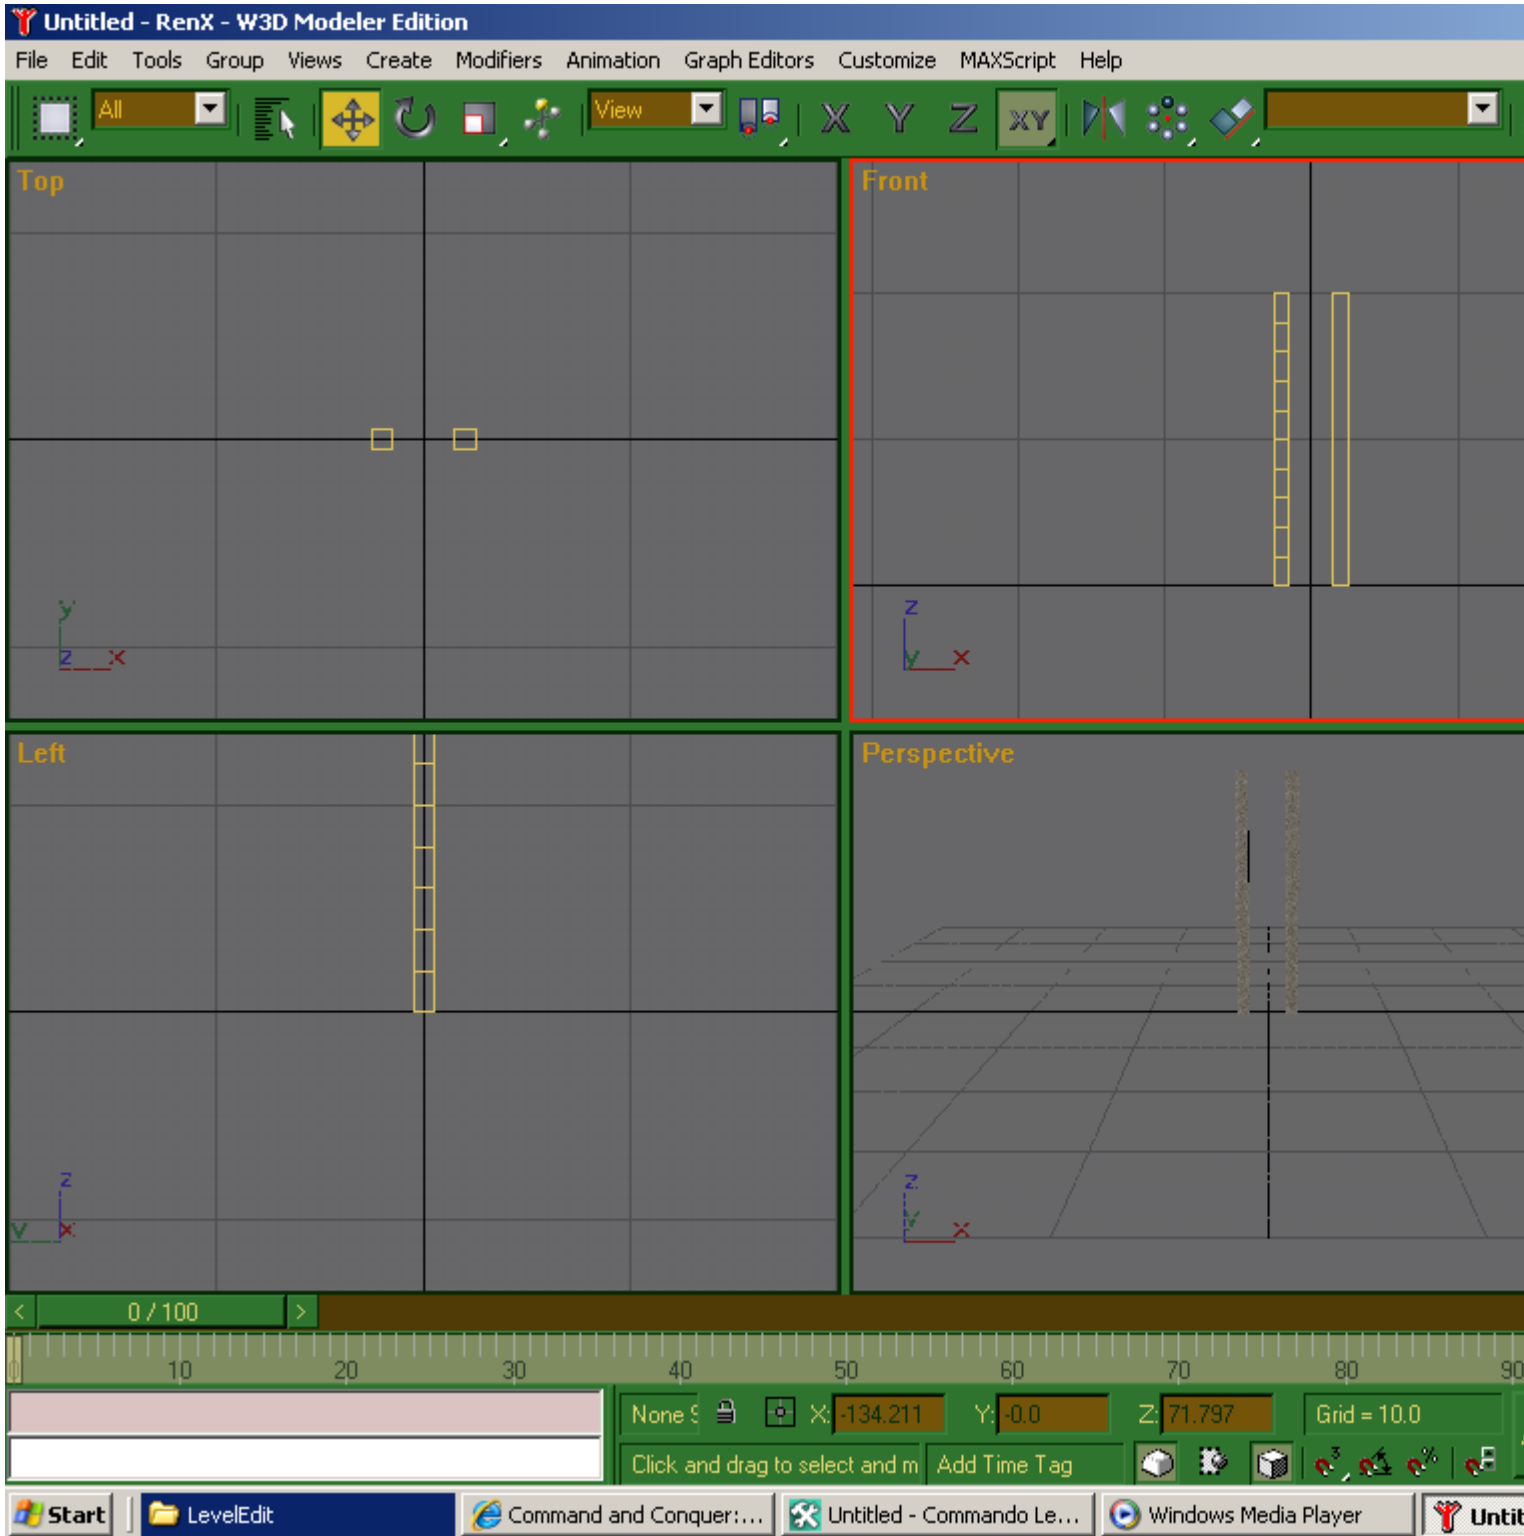 Untitled - RenX - W3D Modeler Edition
File Edit Tools Group Views Create Modifiers Animation Graph Editors Customize MAXScript Help
All View X Y Z XY
Top Front
y
z x
z
y x
Left Perspective
z
y x
z
y x
< 0 / 100 >
0 10 20 30 40 50 60 70 80 90
None S X: -134.211 Y: -0.0 Z: 71.797 Grid = 10.0
Click and drag to select and m Add Time Tag 3 %
Start LevelEdit Command and Conquer:... Untitled - Commando Le... Windows Media Player Untit